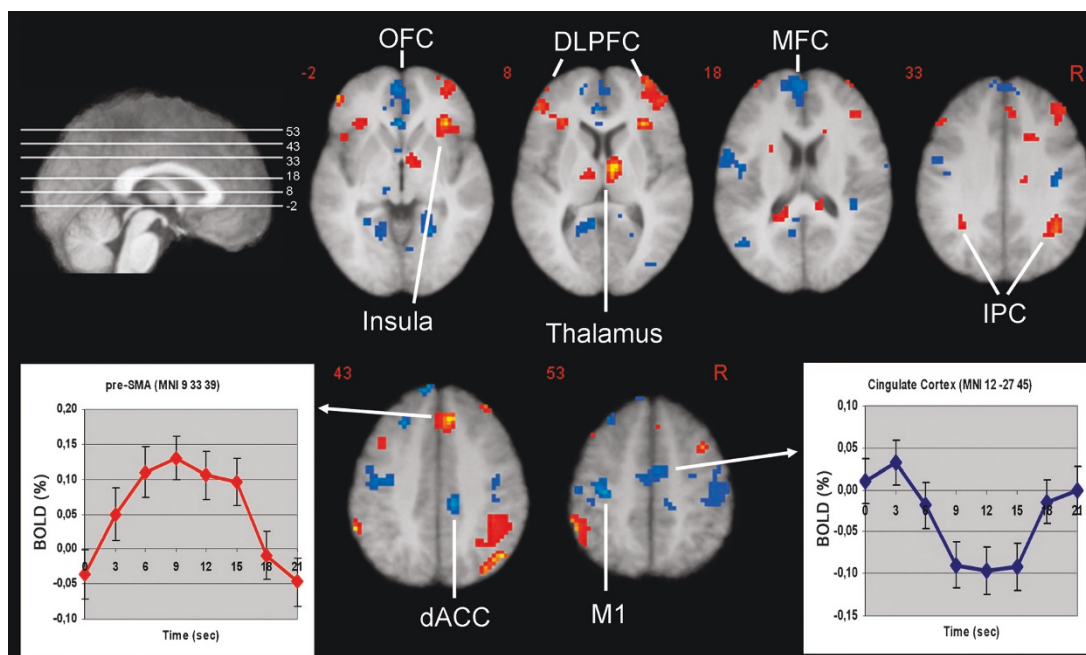 OFC DLPFC MFC
-2 8 18 33 R
53
43
33
18
8
-2
Insula Thalamus IPC
43 53 R
pre-SMA (MNI 9 33 39)
BOLD (%)
0,20
0,15
0,10
0,05
0,00
-0,05
-0,10
0 3 6 9 12 15 18 21
Time (sec)
dACC M1
Cingulate Cortex (MNI 12 -27 45)
BOLD (%)
0,10
0,05
0,00
-0,05
-0,10
-0,15
0 3 6 9 12 15 18 21
Time (sec)